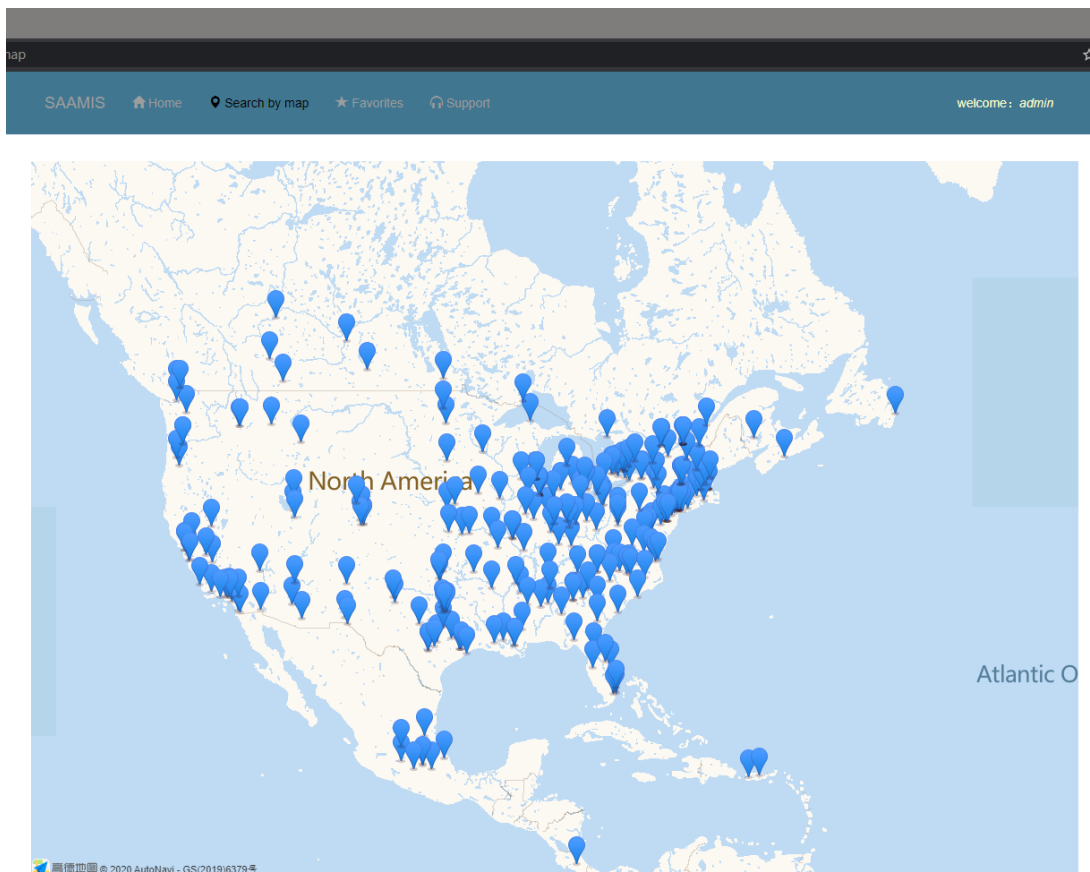 map
SAAMIS Home Search by map Favorites Support welcome：admin
North America
Atlantic O
高德地图 © 2020 AutoNavi - GS(2019)6379号